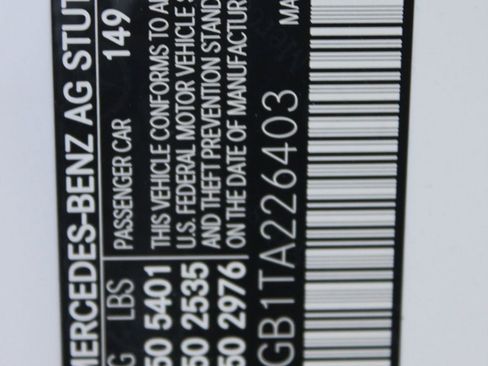 MERCEDES-BENZ AG STUT
PASSENGER CAR 149
G LBS
50 5401 THIS VEHICLE CONFORMS TO A
50 2535 U.S. FEDERAL MOTOR VEHICLE S
AND THEFT PREVENTION STAND
50 2976 ON THE DATE OF MANUFACTUR
GB1TA226403
MA